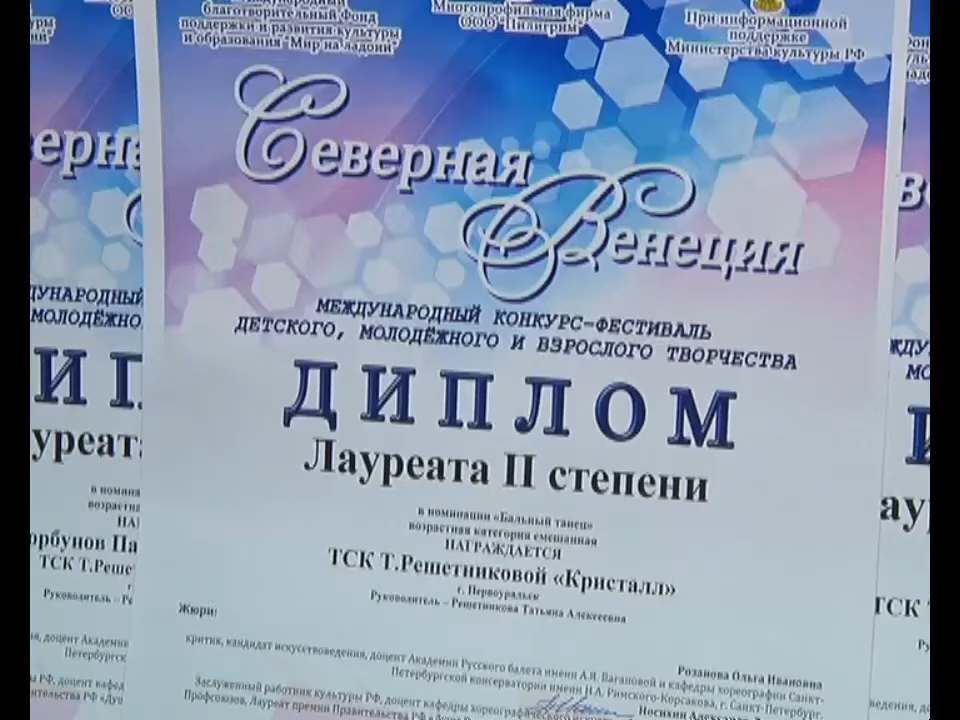 благотворительный Фонд
поддержки и развития культуры
и образования "Мир на ладони"
Многопрофильная фирма
ООО "Пилигрим"
При информационной
поддержке
Министерства культуры РФ
Северная
Венеция
МЕЖДУНАРОДНЫЙ КОНКУРС-ФЕСТИВАЛЬ
ДЕТСКОГО, МОЛОДЁЖНОГО И ВЗРОСЛОГО ТВОРЧЕСТВА
ДИПЛОМ
Лауреата II степени
в номинации «Бальный танец»
возрастная категория смешанная
НАГРАЖДАЕТСЯ
ТСК Т.Решетниковой «Кристалл»
г. Первоуральск
Руководитель – Решетникова Татьяна Алексеевна
Жюри:
Розанова Ольга Ивановна
критик, кандидат искусствоведения, доцент Академии Русского балета имени А.Я. Вагановой и кафедры хореографии Санкт-
Петербургской консерватории имени Н.А. Римского-Корсакова, г. Санкт-Петербург
Заслуженный работник культуры РФ, доцент кафедры хореографического
Профсоюзов, Лауреат премии Правительства РФ